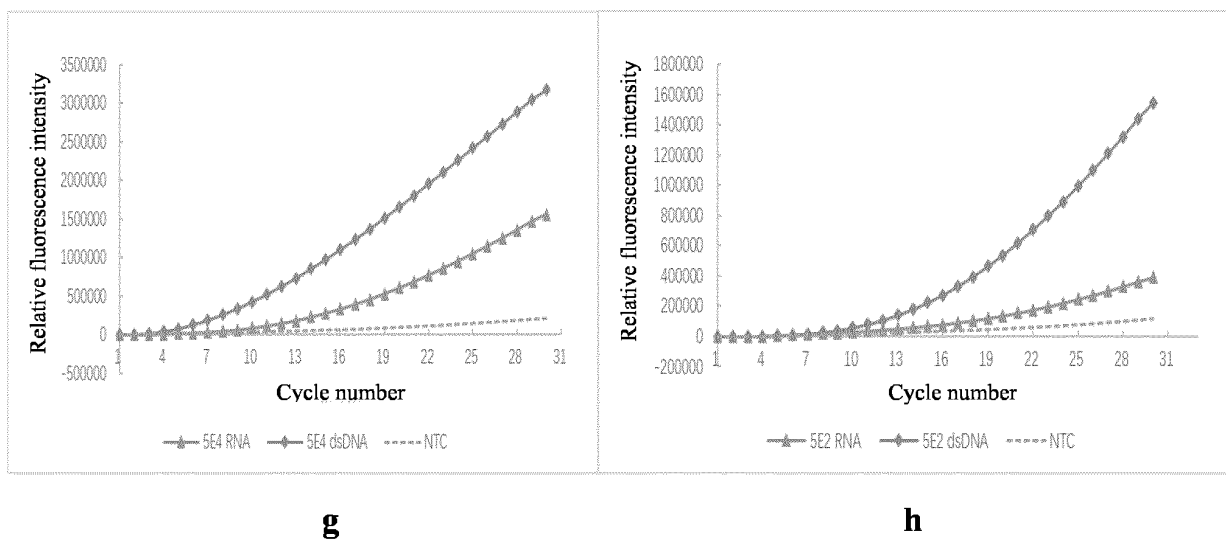 Relative fluorescence intensity
3500000
3000000
2500000
2000000
1500000
1000000
500000
0
-500000
1 4 7 10 13 16 19 22 25 28 31
Cycle number
5E4 RNA 5E4 dsDNA NTC
g
Relative fluorescence intensity
1800000
1600000
1400000
1200000
1000000
800000
600000
400000
200000
0
-200000
1 4 7 10 13 16 19 22 25 28 31
Cycle number
5E2 RNA 5E2 dsDNA NTC
h